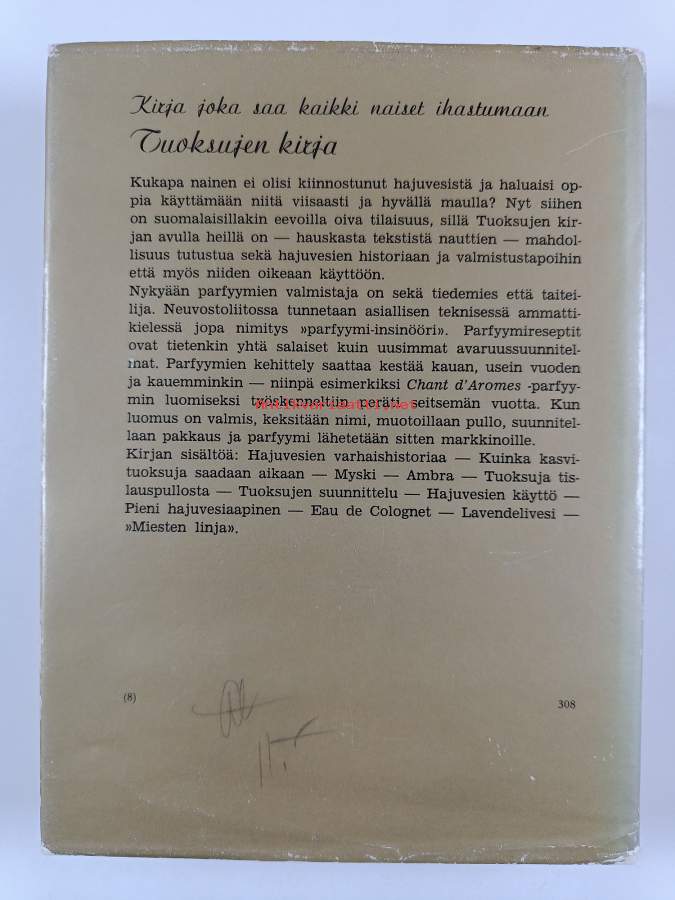 Kirja joka saa kaikki naiset ihastumaan
Tuoksujen kirja
Kukapa nainen ei olisi kiinnostunut hajuvesistä ja haluaisi op-
pia käyttämään niitä viisaasti ja hyvällä maulla? Nyt siihen
on suomalaisillakin eevoilla oiva tilaisuus, sillä Tuoksujen kir-
jan avulla heillä on — hauskasta tekstistä nauttien — mahdol-
lisuus tutustua sekä hajuvesien historiaan ja valmistustapoihin
että myös niiden oikeaan käyttöön.
Nykyään parfyymien valmistaja on sekä tiedemies että taitei-
lija. Neuvostoliitossa tunnetaan asiallisen teknisessä ammatti-
kielessä jopa nimitys »parfyymi-insinööri». Parfyymireseptit
ovat tietenkin yhtä salaiset kuin uusimmat avaruussuunnitel-
mat. Parfyymien kehittely saattaa kestää kauan, usein vuoden
ja kauemminkin — niinpä esimerkiksi Chant d'Aromes -parfyy-
min luomiseksi työskenneltiin peräti seitsemän vuotta. Kun
antikvariaatti.net
luomus on valmis, keksitään nimi, muotoillaan pullo, suunnitel-
laan pakkaus ja parfyymi lähetetään sitten markkinoille.
Kirjan sisältöä: Hajuvesien varhaishistoriaa — Kuinka kasvi-
tuoksuja saadaan aikaan — Myski — Ambra — Tuoksuja tis-
lauspullosta — Tuoksujen suunnittelu — Hajuvesien käyttö —
Pieni hajuvesiaapinen — Eau de Colognet — Lavendelivesi —
»Miesten linja».
(8)
308